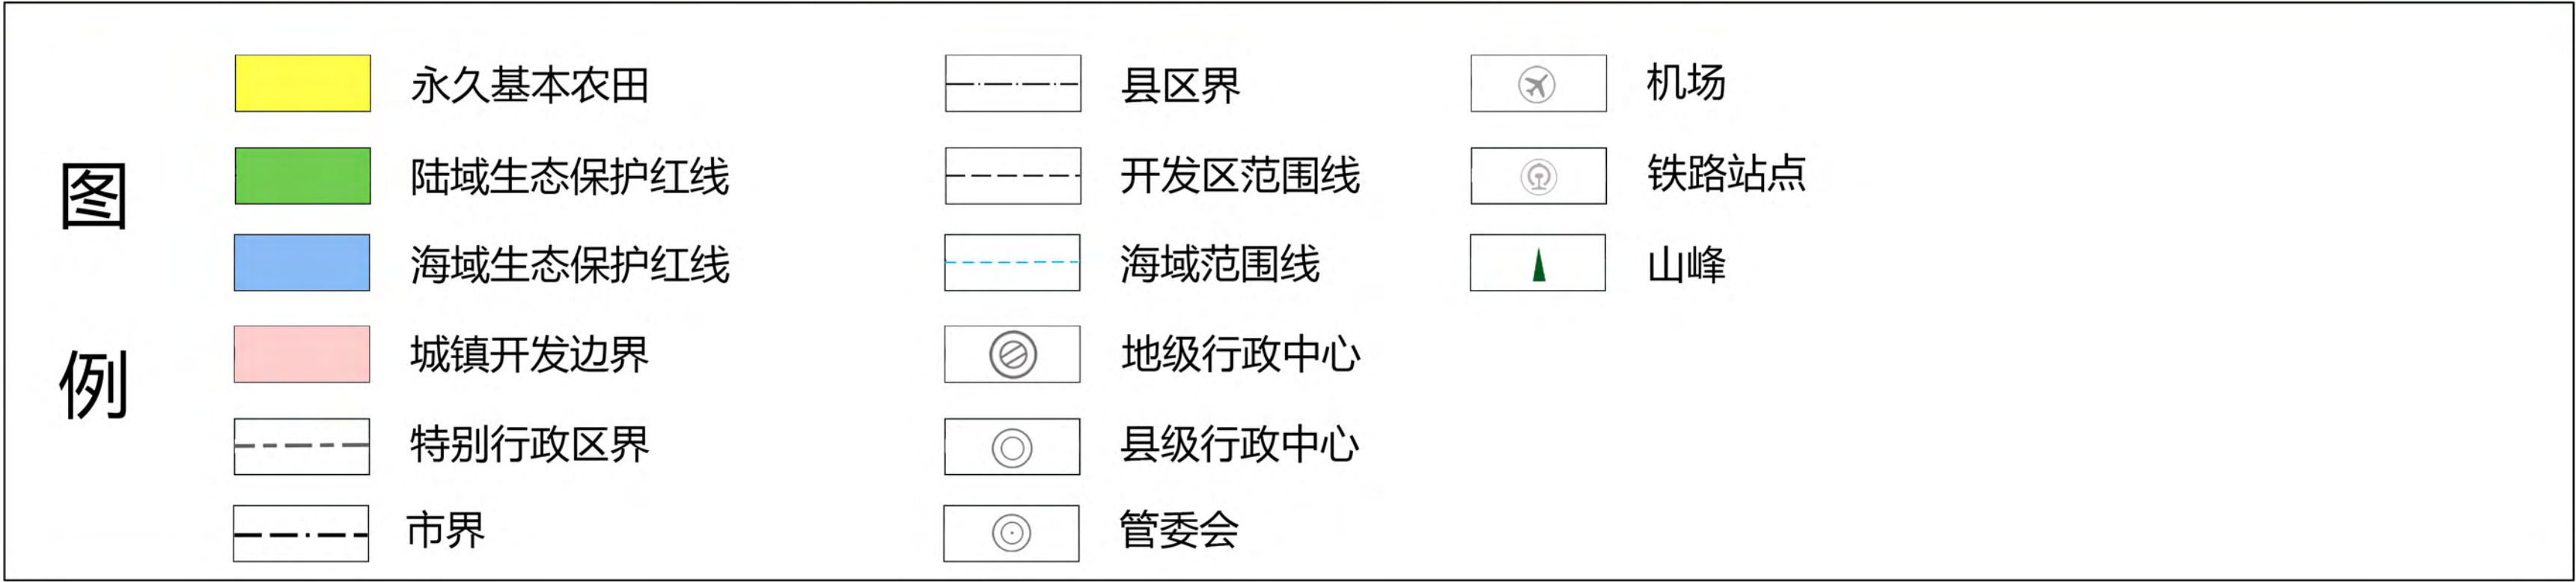 图例
永久基本农田
陆域生态保护红线
海域生态保护红线
城镇开发边界
特别行政区界
市界
县区界
开发区范围线
海域范围线
地级行政中心
县级行政中心
管委会
机场
铁路站点
山峰